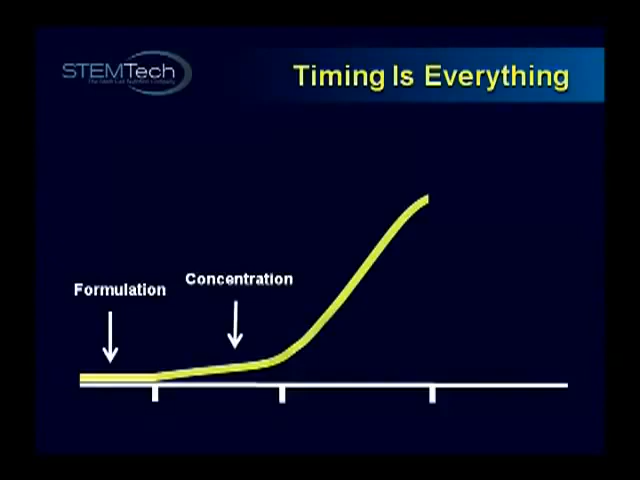 STEMTech
Timing Is Everything
Concentration
Formulation